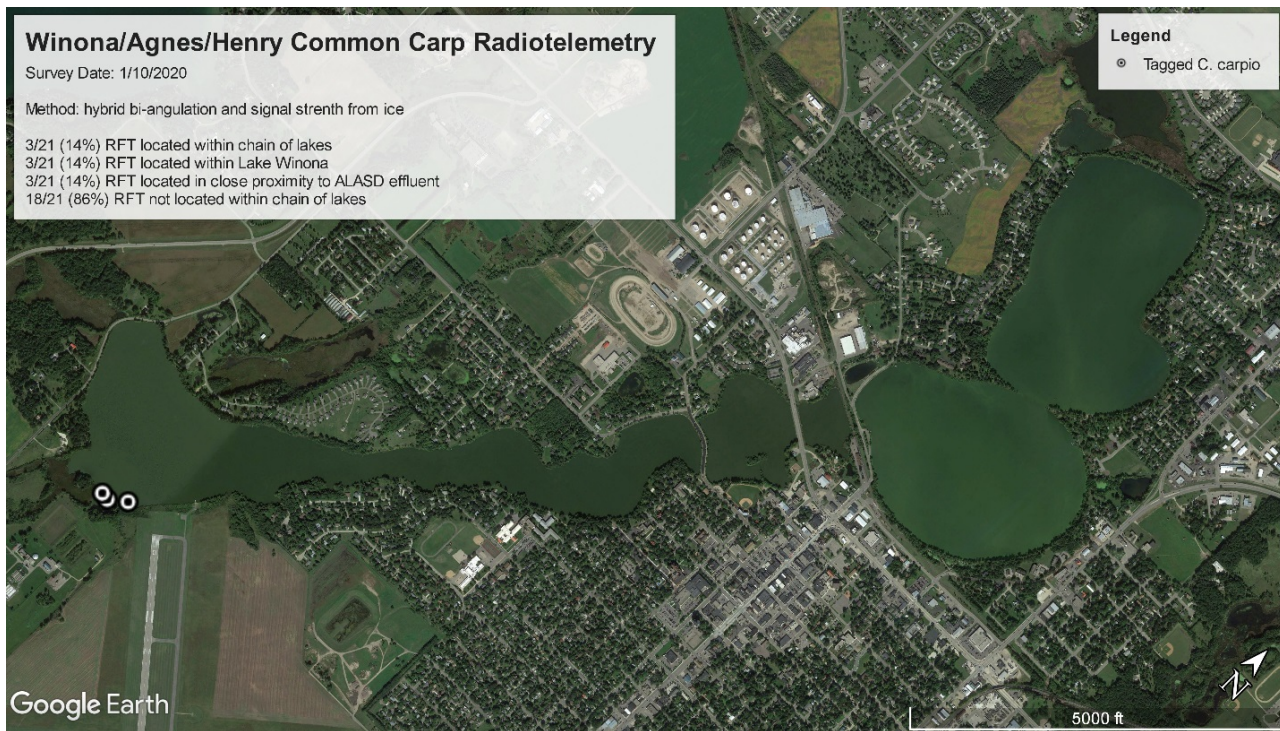 Winona/Agnes/Henry Common Carp Radiotelemetry
Survey Date: 1/10/2020
Method: hybrid bi-angulation and signal strenth from ice
3/21 (14%) RFT located within chain of lakes
3/21 (14%) RFT located within Lake Winona
3/21 (14%) RFT located in close proximity to ALASD effluent
18/21 (86%) RFT not located within chain of lakes
Legend
Tagged C. carpio
Google Earth
N
5000 ft